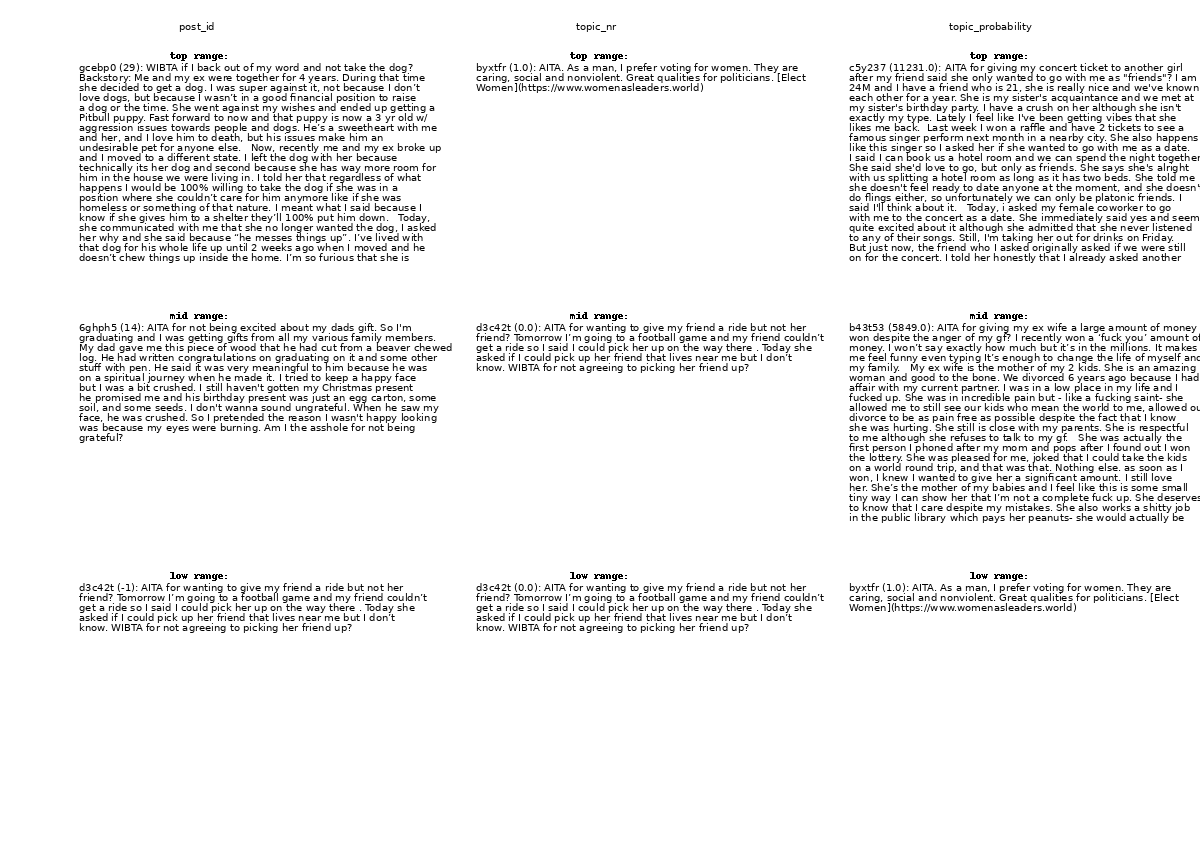 post_id
topic_nr
topic_probability
top range:
gcebp0 (29): WIBTA if I back out of my word and not take the dog?
Backstory: Me and my ex were together for 4 years. During that time
she decided to get a dog. I was super against it, not because I don’t
love dogs, but because I wasn’t in a good financial position to raise
a dog or the time. She went against my wishes and ended up getting a
Pitbull puppy. Fast forward to now and that puppy is now a 3 yr old w/
aggression issues towards people and dogs. He’s a sweetheart with me
and her, and I love him to death, but his issues make him an
undesirable pet for anyone else.   Now, recently me and my ex broke up
and I moved to a different state. I left the dog with her because
technically its her dog and second because she has way more room for
him in the house we were living in. I told her that regardless of what
happens I would be 100% willing to take the dog if she was in a
position where she couldn’t care for him anymore like if she was
homeless or something of that nature. I meant what I said because I
know if she gives him to a shelter they’ll 100% put him down.   Today,
she communicated with me that she no longer wanted the dog, I asked
her why and she said because “he messes things up”. I’ve lived with
that dog for his whole life up until 2 weeks ago when I moved and he
doesn’t chew things up inside the home. I’m so furious that she is
top range:
byxtfr (1.0): AITA. As a man, I prefer voting for women. They are
caring, social and nonviolent. Great qualities for politicians. [Elect
Women](https://www.womenasleaders.world)
top range:
c5y237 (11231.0): AITA for giving my concert ticket to another girl
after my friend said she only wanted to go with me as "friends"? I am
24M and I have a friend who is 21, she is really nice and we've known
each other for a year. She is my sister's acquaintance and we met at
my sister's birthday party. I have a crush on her although she isn't
exactly my type. Lately I feel like I've been getting vibes that she
likes me back.  Last week I won a raffle and have 2 tickets to see a
famous singer perform next month in a nearby city. She also happens
like this singer so I asked her if she wanted to go with me as a date.
I said I can book us a hotel room and we can spend the night together
She said she'd love to go, but only as friends. She says she's alright
with us splitting a hotel room as long as it has two beds. She told me
she doesn't feel ready to date anyone at the moment, and she doesn'
do flings either, so unfortunately we can only be platonic friends. I
said I'll think about it.   Today, i asked my female coworker to go
with me to the concert as a date. She immediately said yes and seem
quite excited about it although she admitted that she never listened
to any of their songs. Still, I'm taking her out for drinks on Friday.
But just now, the friend who I asked originally asked if we were still
on for the concert. I told her honestly that I already asked another
mid range:
6ghph5 (14): AITA for not being excited about my dads gift. So I'm
graduating and I was getting gifts from all my various family members.
My dad gave me this piece of wood that he had cut from a beaver chewed
log. He had written congratulations on graduating on it and some other
stuff with pen. He said it was very meaningful to him because he was
on a spiritual journey when he made it. I tried to keep a happy face
but I was a bit crushed. I still haven't gotten my Christmas present
he promised me and his birthday present was just an egg carton, some
soil, and some seeds. I don't wanna sound ungrateful. When he saw my
face, he was crushed. So I pretended the reason I wasn't happy looking
was because my eyes were burning. Am I the asshole for not being
grateful?
mid range:
d3c42t (0.0): AITA for wanting to give my friend a ride but not her
friend? Tomorrow I’m going to a football game and my friend couldn’t
get a ride so I said I could pick her up on the way there . Today she
asked if I could pick up her friend that lives near me but I don’t
know. WIBTA for not agreeing to picking her friend up?
mid range:
b43t53 (5849.0): AITA for giving my ex wife a large amount of money
won despite the anger of my gf? I recently won a ‘fuck you’ amount of
money. I won’t say exactly how much but it’s in the millions. It makes
me feel funny even typing It’s enough to change the life of myself and
my family.   My ex wife is the mother of my 2 kids. She is an amazing
woman and good to the bone. We divorced 6 years ago because I had
affair with my current partner. I was in a low place in my life and I
fucked up. She was in incredible pain but - like a fucking saint- she
allowed me to still see our kids who mean the world to me, allowed ou
divorce to be as pain free as possible despite the fact that I know
she was hurting. She still is close with my parents. She is respectful
to me although she refuses to talk to my gf.   She was actually the
first person I phoned after my mom and pops after I found out I won
the lottery. She was pleased for me, joked that I could take the kids
on a world round trip, and that was that. Nothing else. as soon as I
won, I knew I wanted to give her a significant amount. I still love
her. She’s the mother of my babies and I feel like this is some small
tiny way I can show her that I’m not a complete fuck up. She deserves
to know that I care despite my mistakes. She also works a shitty job
in the public library which pays her peanuts- she would actually be
low range:
d3c42t (-1): AITA for wanting to give my friend a ride but not her
friend? Tomorrow I’m going to a football game and my friend couldn’t
get a ride so I said I could pick her up on the way there . Today she
asked if I could pick up her friend that lives near me but I don’t
know. WIBTA for not agreeing to picking her friend up?
low range:
d3c42t (0.0): AITA for wanting to give my friend a ride but not her
friend? Tomorrow I’m going to a football game and my friend couldn’t
get a ride so I said I could pick her up on the way there . Today she
asked if I could pick up her friend that lives near me but I don’t
know. WIBTA for not agreeing to picking her friend up?
low range:
byxtfr (1.0): AITA. As a man, I prefer voting for women. They are
caring, social and nonviolent. Great qualities for politicians. [Elect
Women](https://www.womenasleaders.world)